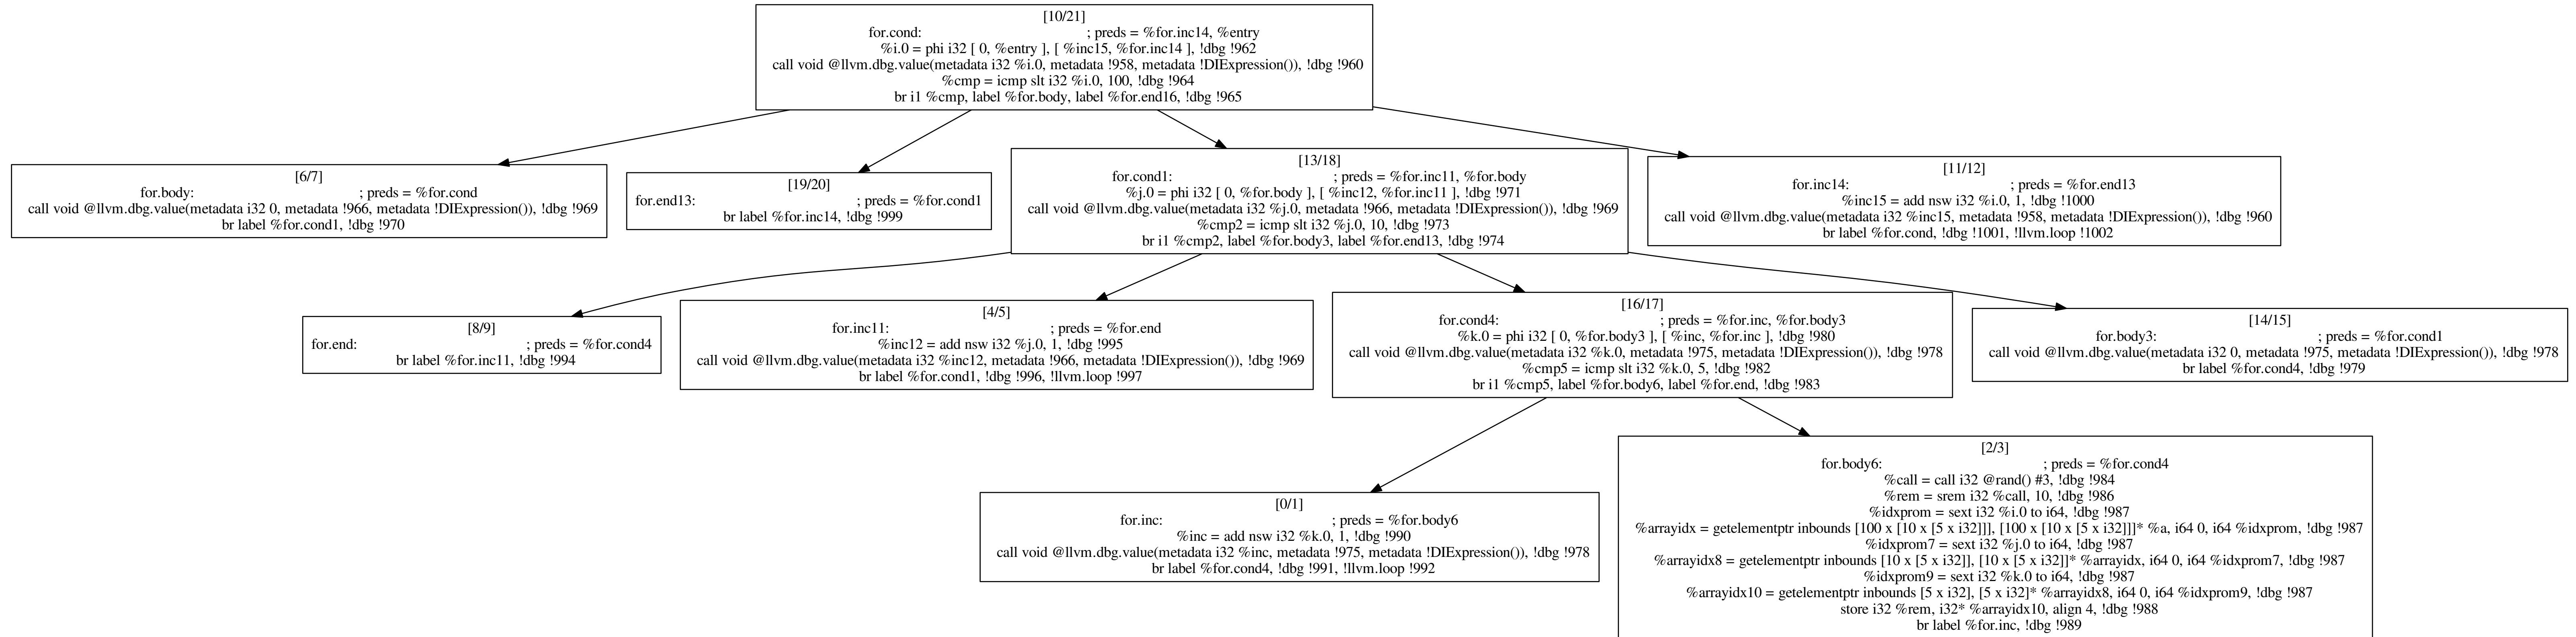 [10/21]
for.cond: ; preds = %for.inc14, %entry
%i.0 = phi i32 [ 0, %entry ], [ %inc15, %for.inc14 ], !dbg !962
call void @llvm.dbg.value(metadata i32 %i.0, metadata !958, metadata !DIExpression()), !dbg !960
%cmp = icmp slt i32 %i.0, 100, !dbg !964
br i1 %cmp, label %for.body, label %for.end16, !dbg !965
[6/7]
for.body: ; preds = %for.cond
call void @llvm.dbg.value(metadata i32 0, metadata !966, metadata !DIExpression()), !dbg !969
br label %for.cond1, !dbg !970
[19/20]
for.end13: ; preds = %for.cond1
br label %for.inc14, !dbg !999
[13/18]
for.cond1: ; preds = %for.inc11, %for.body
%j.0 = phi i32 [ 0, %for.body ], [ %inc12, %for.inc11 ], !dbg !971
call void @llvm.dbg.value(metadata i32 %j.0, metadata !966, metadata !DIExpression()), !dbg !969
%cmp2 = icmp slt i32 %j.0, 10, !dbg !973
br i1 %cmp2, label %for.body3, label %for.end13, !dbg !974
[11/12]
for.inc14: ; preds = %for.end13
%inc15 = add nsw i32 %i.0, 1, !dbg !1000
call void @llvm.dbg.value(metadata i32 %inc15, metadata !958, metadata !DIExpression()), !dbg !960
br label %for.cond, !dbg !1001, !llvm.loop !1002
[8/9]
for.end: ; preds = %for.cond4
br label %for.inc11, !dbg !994
[4/5]
for.inc11: ; preds = %for.end
%inc12 = add nsw i32 %j.0, 1, !dbg !995
call void @llvm.dbg.value(metadata i32 %inc12, metadata !966, metadata !DIExpression()), !dbg !969
br label %for.cond1, !dbg !996, !llvm.loop !997
[16/17]
for.cond4: ; preds = %for.inc, %for.body3
%k.0 = phi i32 [ 0, %for.body3 ], [ %inc, %for.inc ], !dbg !980
call void @llvm.dbg.value(metadata i32 %k.0, metadata !975, metadata !DIExpression()), !dbg !978
%cmp5 = icmp slt i32 %k.0, 5, !dbg !982
br i1 %cmp5, label %for.body6, label %for.end, !dbg !983
[14/15]
for.body3: ; preds = %for.cond1
call void @llvm.dbg.value(metadata i32 0, metadata !975, metadata !DIExpression()), !dbg !978
br label %for.cond4, !dbg !979
[0/1]
for.inc: ; preds = %for.body6
%inc = add nsw i32 %k.0, 1, !dbg !990
call void @llvm.dbg.value(metadata i32 %inc, metadata !975, metadata !DIExpression()), !dbg !978
br label %for.cond4, !dbg !991, !llvm.loop !992
[2/3]
for.body6: ; preds = %for.cond4
%call = call i32 @rand() #3, !dbg !984
%rem = srem i32 %call, 10, !dbg !986
%idxprom = sext i32 %i.0 to i64, !dbg !987
%arrayidx = getelementptr inbounds [100 x [10 x [5 x i32]]], [100 x [10 x [5 x i32]]]* %a, i64 0, i64 %idxprom, !dbg !987
%idxprom7 = sext i32 %j.0 to i64, !dbg !987
%arrayidx8 = getelementptr inbounds [10 x [5 x i32]], [10 x [5 x i32]]* %arrayidx, i64 0, i64 %idxprom7, !dbg !987
%idxprom9 = sext i32 %k.0 to i64, !dbg !987
%arrayidx10 = getelementptr inbounds [5 x i32], [5 x i32]* %arrayidx8, i64 0, i64 %idxprom9, !dbg !987
store i32 %rem, i32* %arrayidx10, align 4, !dbg !988
br label %for.inc, !dbg !989